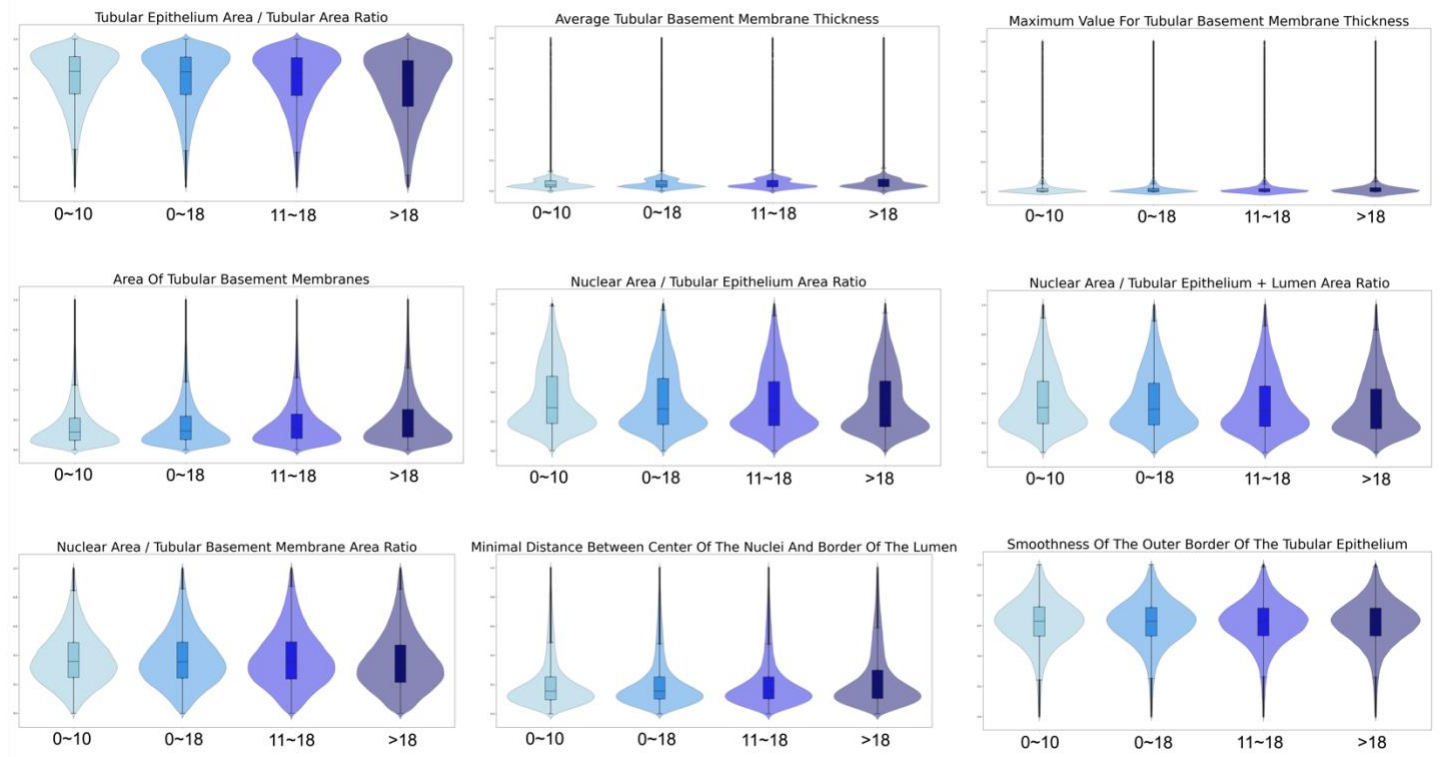 Tubular Epithelium Area / Tubular Area Ratio
0~10 0~18 11~18 >18
Average Tubular Basement Membrane Thickness
0~10 0~18 11~18 >18
Maximum Value For Tubular Basement Membrane Thickness
0~10 0~18 11~18 >18
Area Of Tubular Basement Membranes
0~10 0~18 11~18 >18
Nuclear Area / Tubular Epithelium Area Ratio
0~10 0~18 11~18 >18
Nuclear Area / Tubular Epithelium + Lumen Area Ratio
0~10 0~18 11~18 >18
Nuclear Area / Tubular Basement Membrane Area Ratio
0~10 0~18 11~18 >18
Minimal Distance Between Center Of The Nuclei And Border Of The Lumen
0~10 0~18 11~18 >18
Smoothness Of The Outer Border Of The Tubular Epithelium
0~10 0~18 11~18 >18